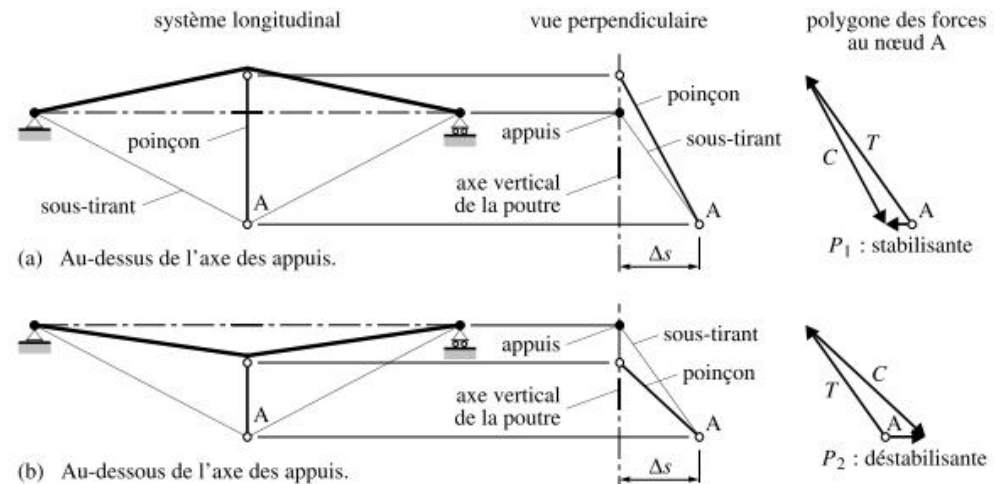 système longitudinal
vue perpendiculaire
polygone des forces
au nœud A
poinçon
sous-tirant
A
poinçon
appuis
sous-tirant
axe vertical
de la poutre
A
Δs
C
T
A
P1 : stabilisante
(a) Au-dessus de l'axe des appuis.
A
appuis
sous-tirant
poinçon
axe vertical
de la poutre
A
Δs
T
C
A
P2 : déstabilisante
(b) Au-dessous de l'axe des appuis.